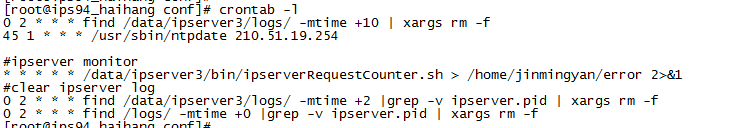 [root@ips94_haihang conf]# crontab -l
0 2 * * * find /data/ipserver3/logs/ -mtime +10 | xargs rm -f
45 1 * * * /usr/sbin/ntpdate 210.51.19.254
#ipserver monitor
* * * * * /data/ipserver3/bin/ipserverRequestCounter.sh > /home/jinmingyan/error 2>&1
#clear ipserver log
0 2 * * * find /data/ipserver3/logs/ -mtime +2 |grep -v ipserver.pid | xargs rm -f
0 2 * * * find /logs/ -mtime +0 |grep -v ipserver.pid | xargs rm -f
[root@ips94_haihang conf]#